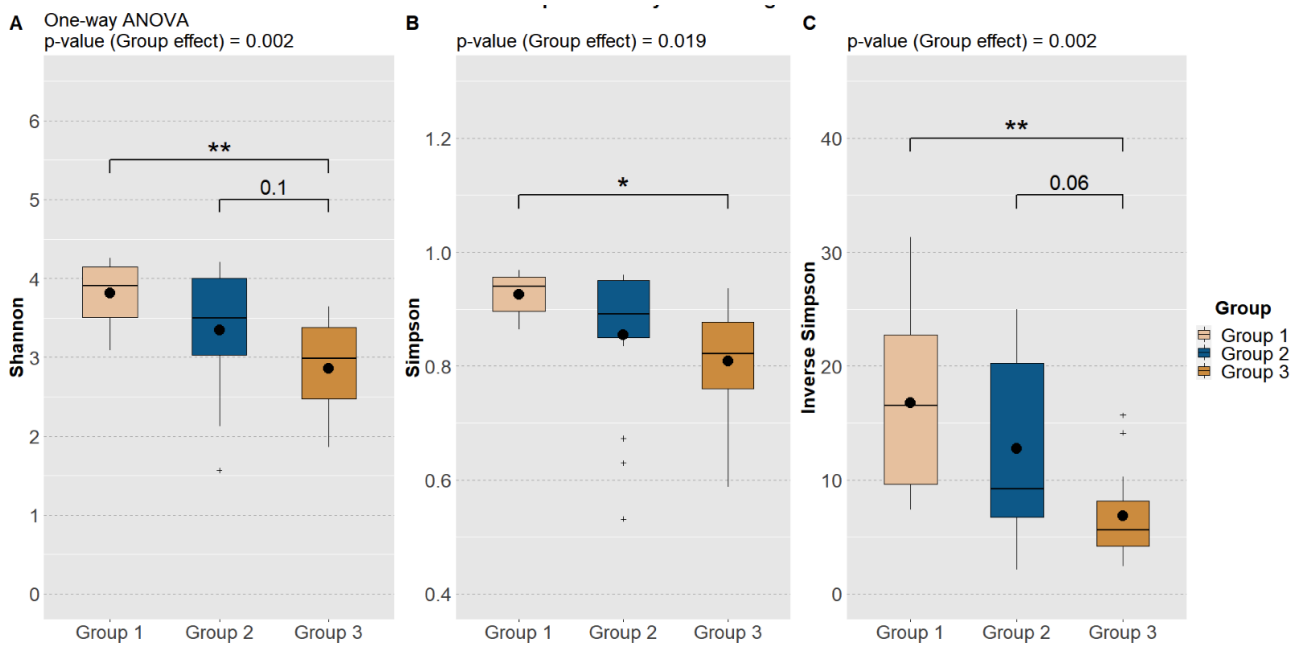 A
One-way ANOVA
p-value (Group effect) = 0.002
Shannon
6
5
4
3
2
1
0
**
0.1
Group 1 Group 2 Group 3
B
p-value (Group effect) = 0.019
Simpson
1.2
1.0
0.8
0.6
0.4
*
Group 1 Group 2 Group 3
C
p-value (Group effect) = 0.002
Inverse Simpson
40
30
20
10
0
**
0.06
Group 1 Group 2 Group 3
Group
Group 1
Group 2
Group 3